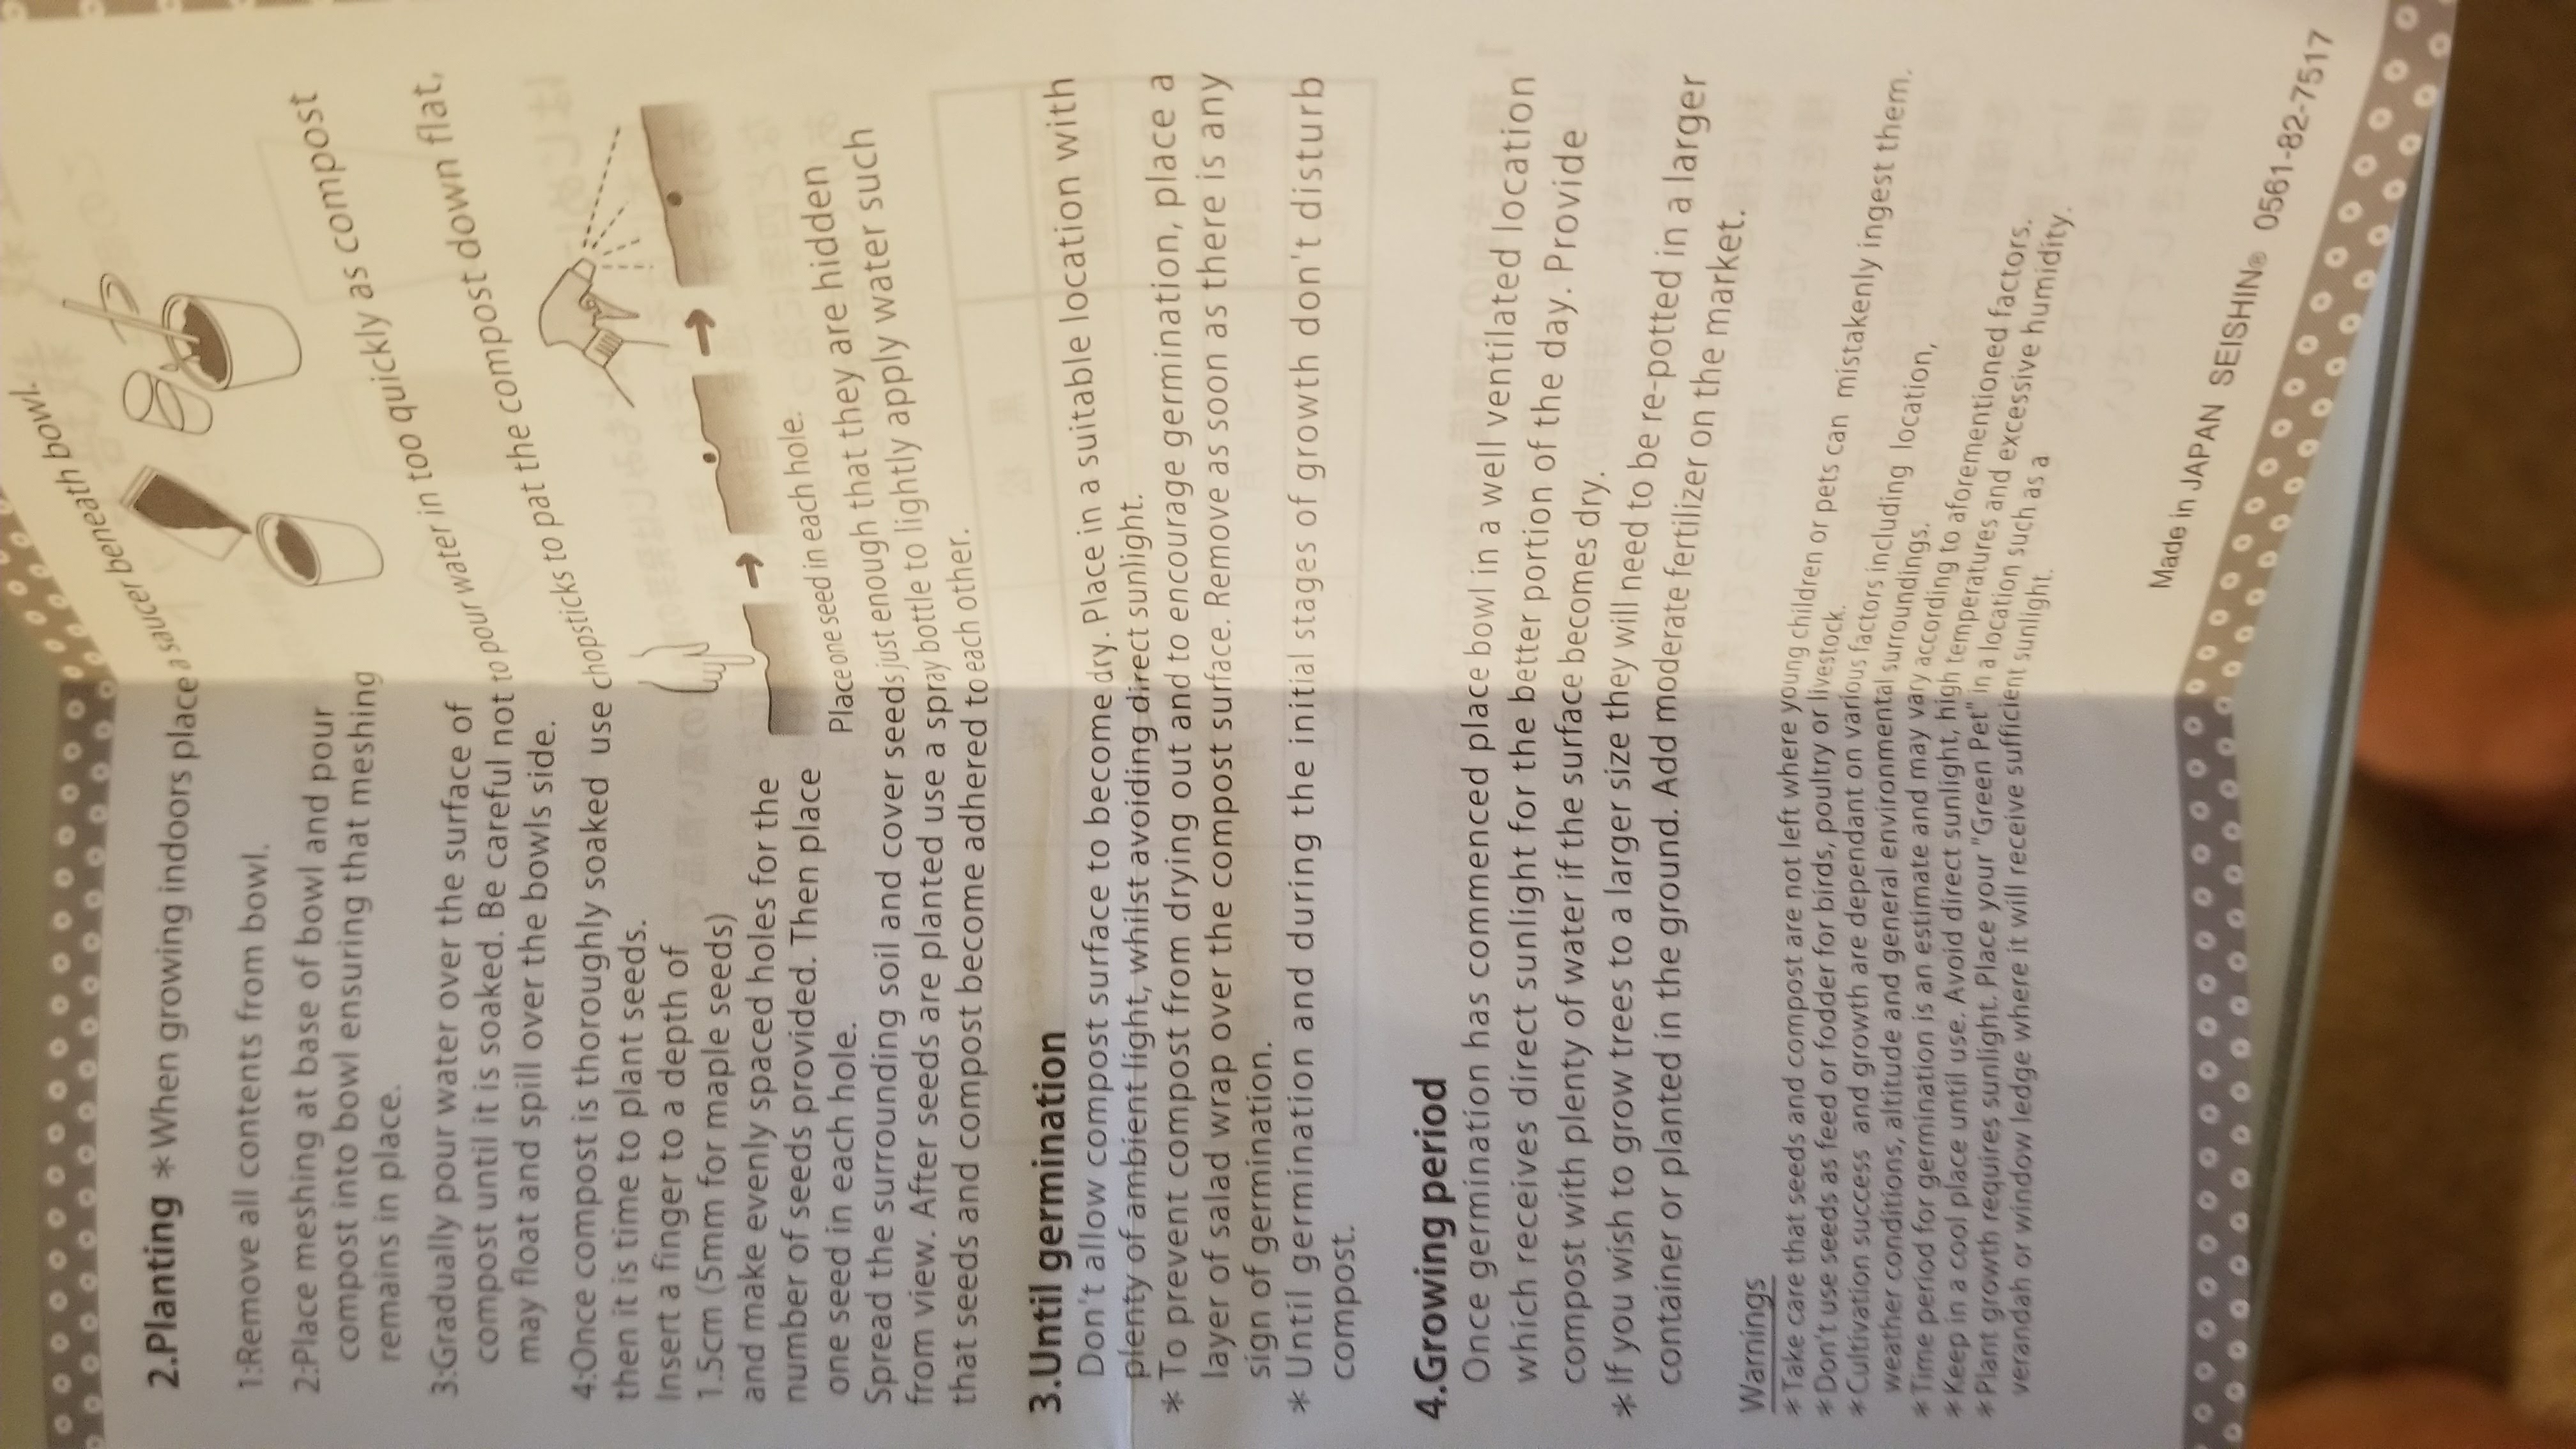 2.Planting *When growing indoors place a saucer beneath bowl.
1:Remove all contents from bowl.
2:Place meshing at base of bowl and pour
compost into bowl ensuring that meshing
remains in place.
3:Gradually pour water over the surface of
compost until it is soaked. Be careful not to pour water in too quickly as compost
may float and spill over the bowls side.
4:Once compost is thoroughly soaked use chopsticks to pat the compost down flat,
then it is time to plant seeds.
Insert a finger to a depth of
1.5cm (5mm for maple seeds)
and make evenly spaced holes for the
number of seeds provided. Then place
one seed in each hole.
Place one seed in each hole.
Spread the surrounding soil and cover seeds just enough that they are hidden
from view. After seeds are planted use a spray bottle to lightly apply water such
that seeds and compost become adhered to each other.
3.Until germination
Don't allow compost surface to become dry. Place in a suitable location with
plenty of ambient light, whilst avoiding direct sunlight.
*To prevent compost from drying out and to encourage germination, place a
layer of salad wrap over the compost surface. Remove as soon as there is any
sign of germination.
*Until germination and during the initial stages of growth don't disturb
compost.
4.Growing period
Once germination has commenced place bowl in a well ventilated location
which receives direct sunlight for the better portion of the day. Provide
compost with plenty of water if the surface becomes dry.
*If you wish to grow trees to a larger size they will need to be re-potted in a larger
container or planted in the ground. Add moderate fertilizer on the market.
Warnings
*Take care that seeds and compost are not left where young children or pets can mistakenly ingest them.
*Don't use seeds as feed or fodder for birds, poultry or livestock.
*Cultivation success and growth are dependant on various factors including location,
weather conditions, altitude and general environmental surroundings.
*Time period for germination is an estimate and may vary according to aforementioned factors.
*Keep in a cool place until use. Avoid direct sunlight, high temperatures and excessive humidity.
*Plant growth requires sunlight. Place your "Green Pet" in a location such as a
verandah or window ledge where it will receive sufficient sunlight.
Made in JAPAN SEISHIN® 0561-82-7517